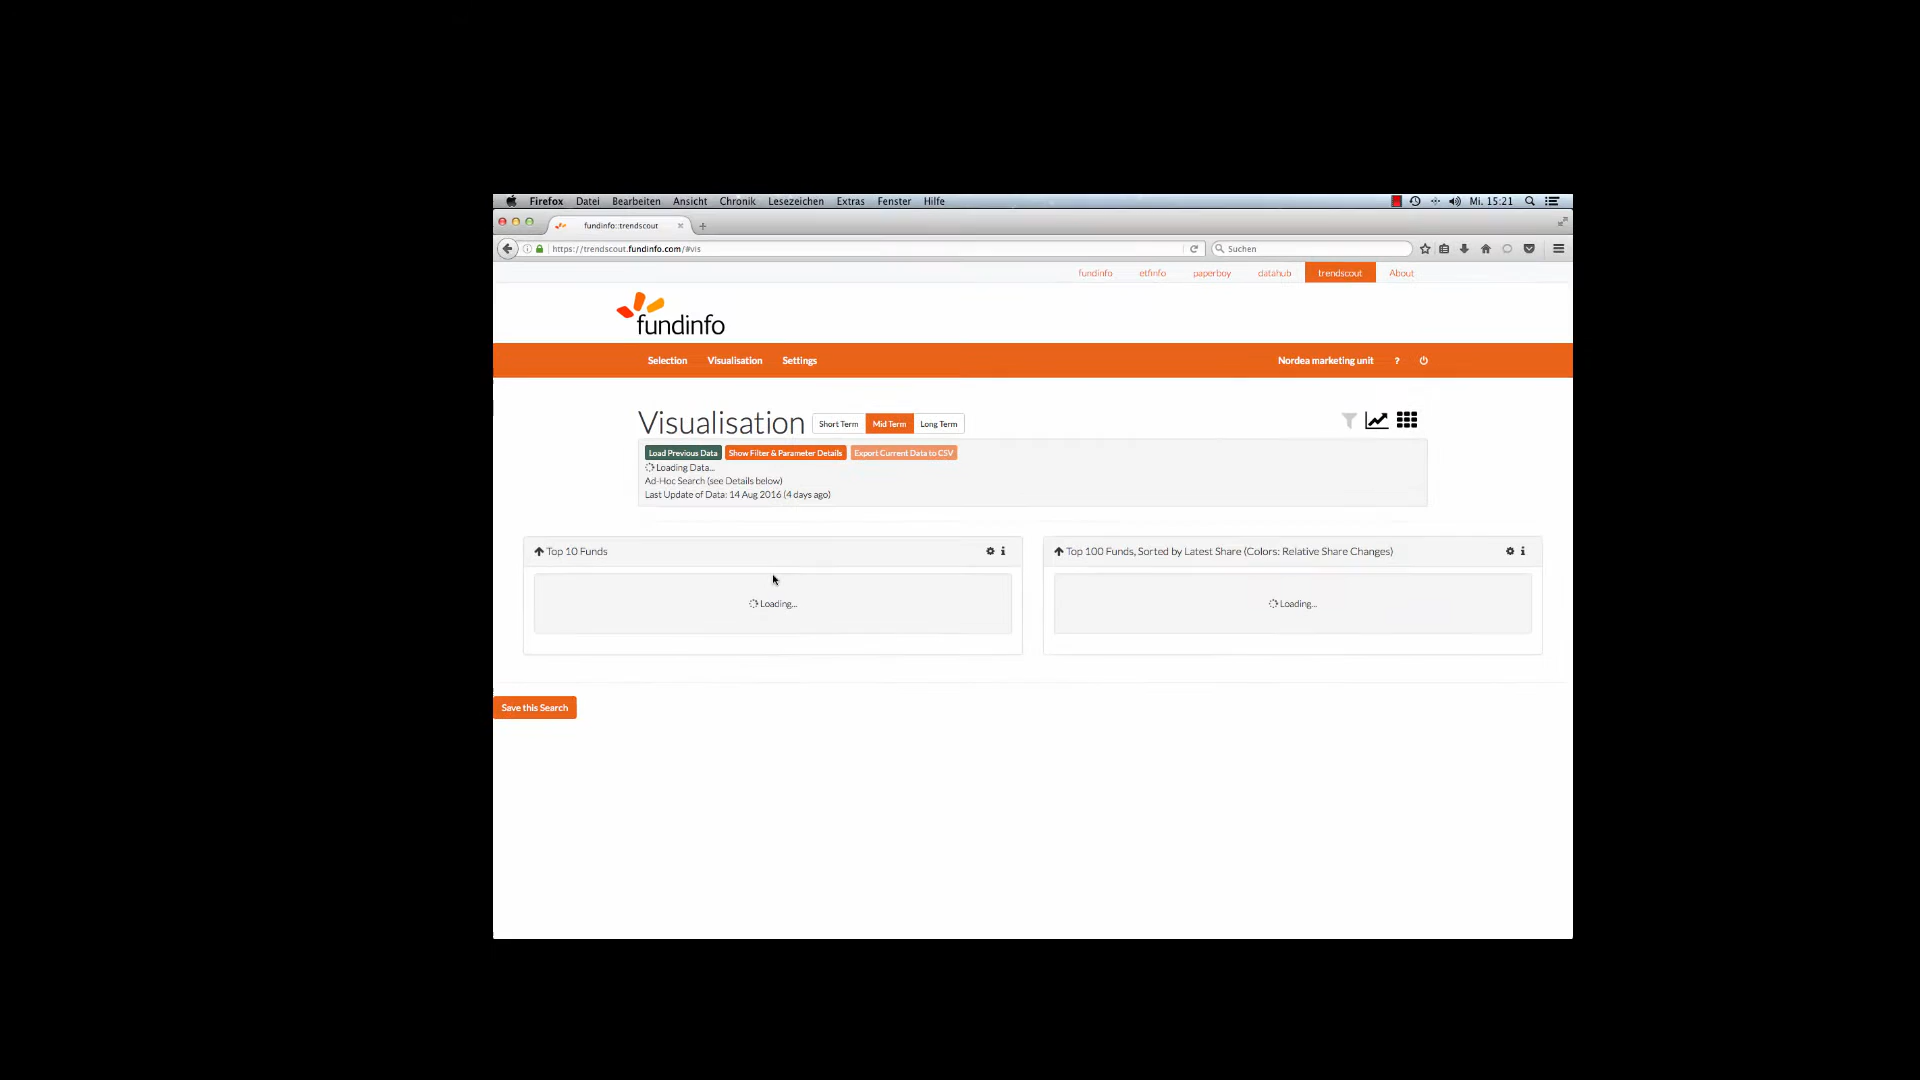 Firefox Datei Bearbeiten Ansicht Chronik Lesezeichen Extras Fenster Hilfe Mi. 15:21
fundinfo::trendscout
https://trendscout.fundinfo.com/#vis Suchen
fundinfo etfinfo paperboy datahub trendscout About
fundinfo
Selection Visualisation Settings Nordea marketing unit ?
Visualisation Short Term Mid Term Long Term
Load Previous Data Show Filter & Parameter Details Export Current Data to CSV
Loading Data...
Ad-Hoc Search (see Details below)
Last Update of Data: 14 Aug 2016 (4 days ago)
Top 10 Funds
Loading...
Top 100 Funds, Sorted by Latest Share (Colors: Relative Share Changes)
Loading...
Save this Search